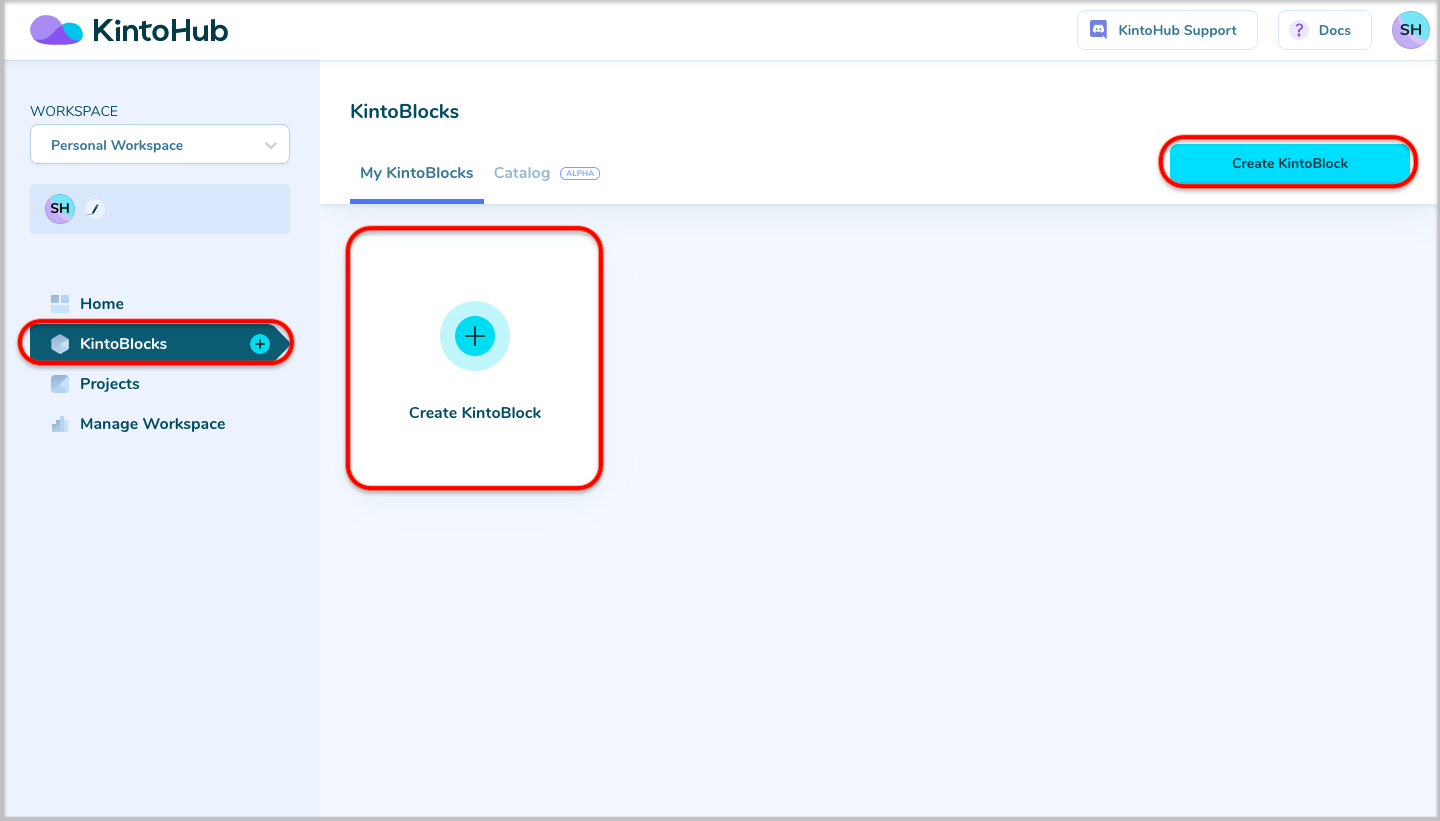 KintoHub
KintoHub Support
? Docs
SH
WORKSPACE
Personal Workspace
SH
Home
KintoBlocks
Projects
Manage Workspace
KintoBlocks
My KintoBlocks
Catalog ALPHA
Create KintoBlock
Create KintoBlock